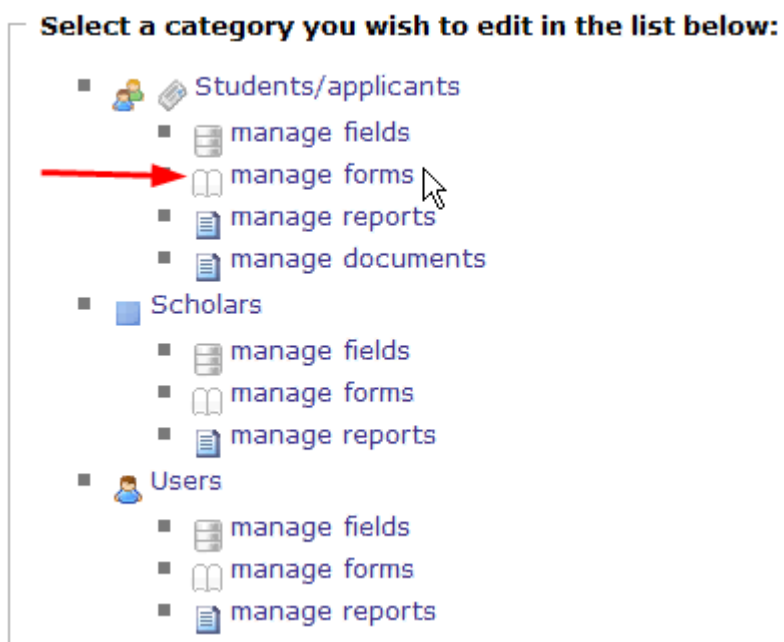 Select a category you wish to edit in the list below:
Students/applicants
manage fields
manage forms
manage reports
manage documents
Scholars
manage fields
manage forms
manage reports
Users
manage fields
manage forms
manage reports